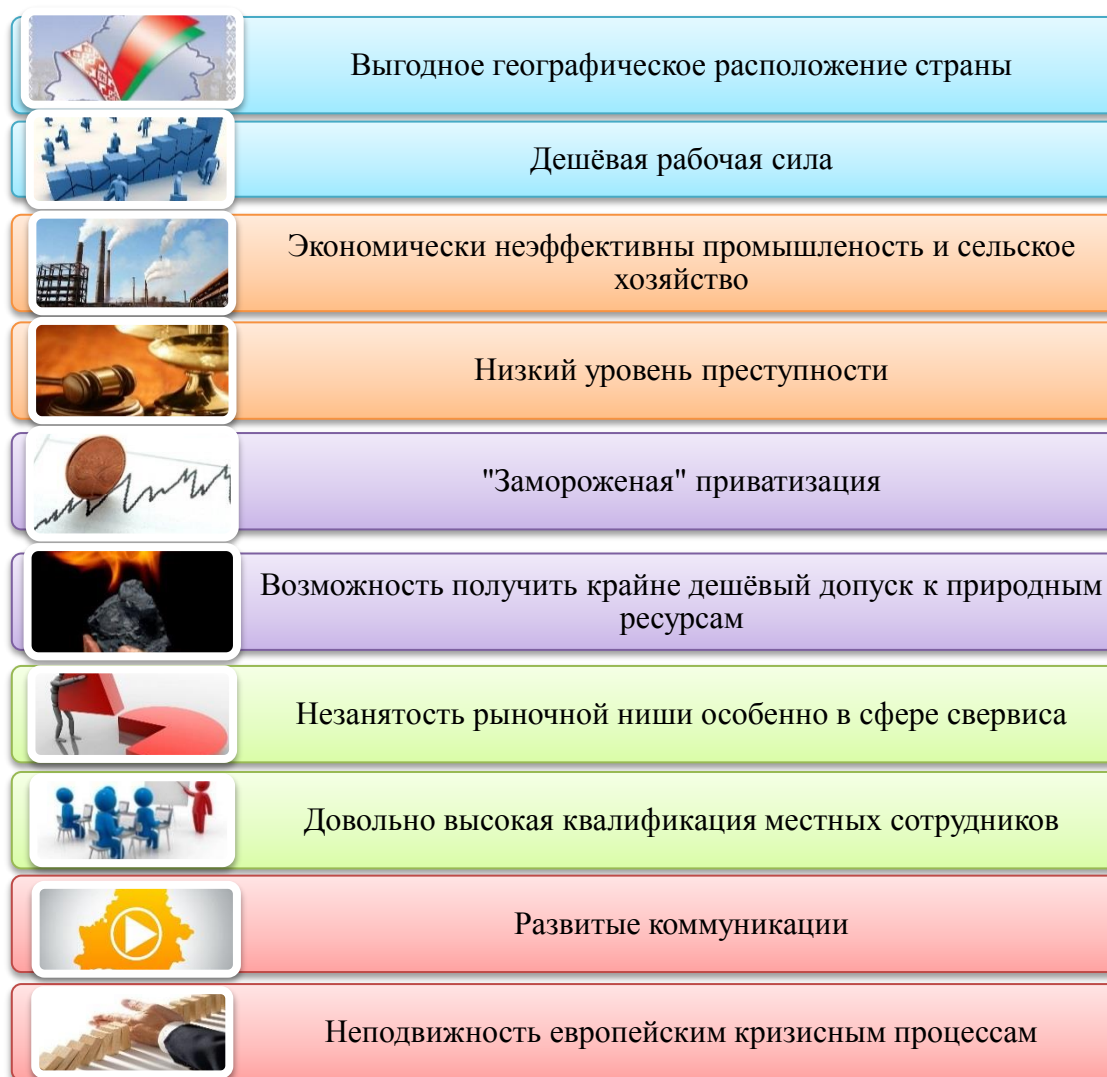 Выгодное географическое расположение страны
Дешёвая рабочая сила
Экономически неэффективны промышленость и сельское
хозяйство
Низкий уровень преступности
"Замороженая" приватизация
Возможность получить крайне дешёвый допуск к природным
ресурсам
Незанятость рыночной ниши особенно в сфере свервиса
Довольно высокая квалификация местных сотрудников
Развитые коммуникации
Неподвижность европейским кризисным процессам